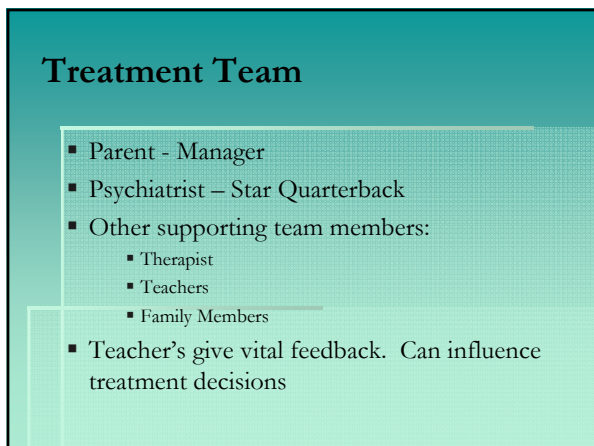 Treatment Team
▪ Parent - Manager
▪ Psychiatrist – Star Quarterback
▪ Other supporting team members:
▪ Therapist
▪ Teachers
▪ Family Members
▪ Teacher's give vital feedback.  Can influence
treatment decisions